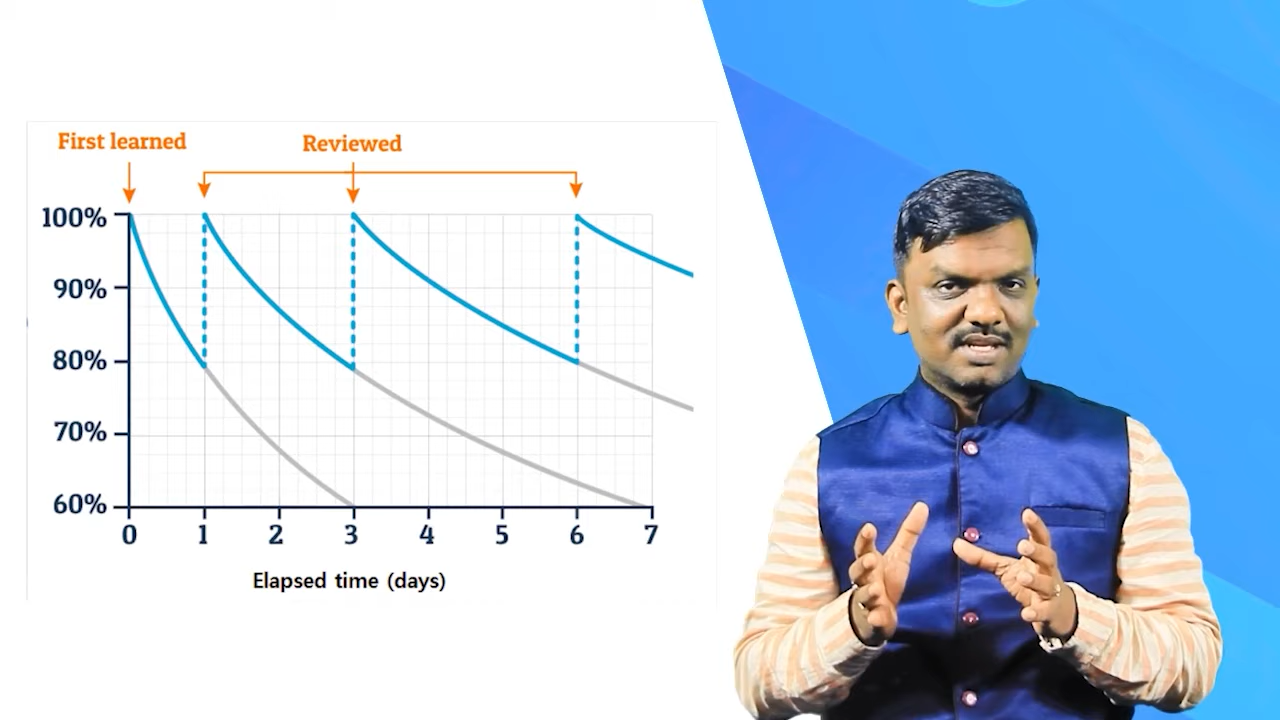 First learned
Reviewed
100%
90%
80%
70%
60%
0 1 2 3 4 5 6 7
Elapsed time (days)